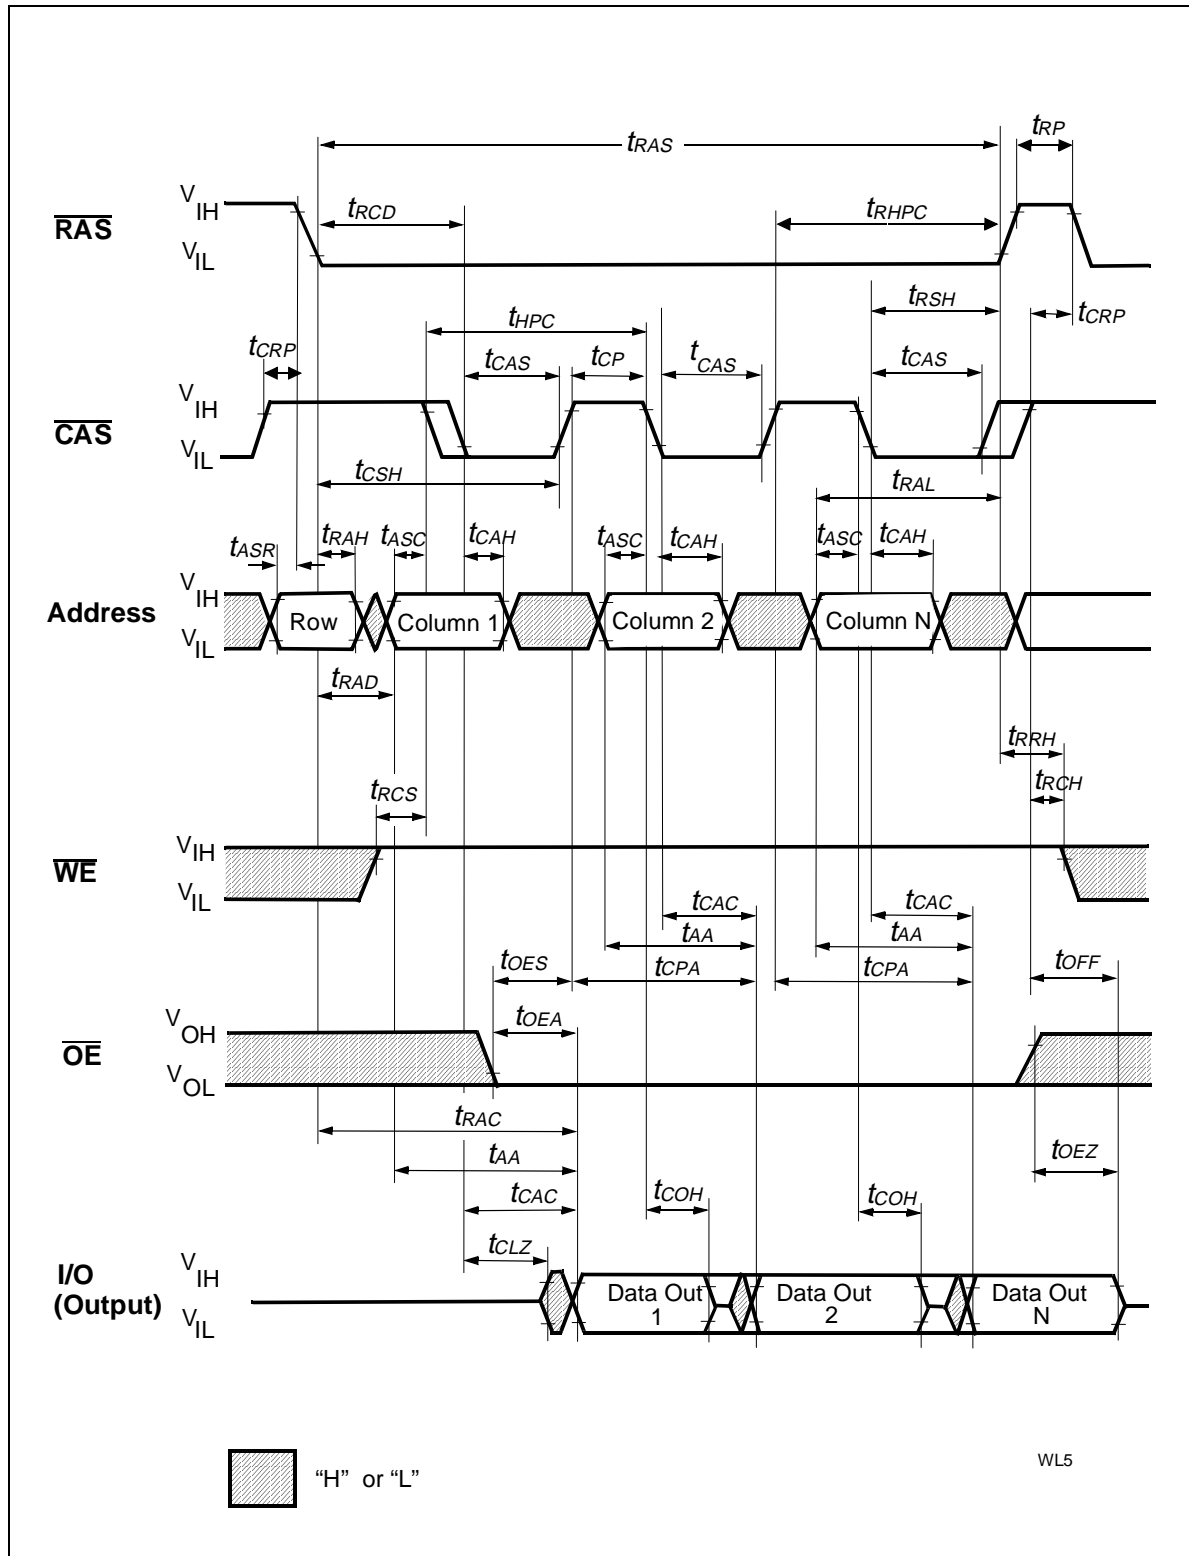 tRAS
tRP
VIH
RAS
VIL
tRCD
tRHPC
tRSH
tCRP
tHPC
tCRP
tCAS
tCP
tCAS
tCAS
VIH
CAS
VIL
tCSH
tRAL
tASR
tRAH
tASC
tCAH
tASC
tCAH
tASC
tCAH
VIH
Address
VIL
Row
Column 1
Column 2
Column N
tRAD
tRRH
tRCS
tRCH
VIH
WE
VIL
tCAC
tCAC
tAA
tAA
tOES
tCPA
tCPA
tOFF
tOEA
VOH
OE
VOL
tRAC
tAA
tOEZ
tCAC
tCOH
tCOH
tCLZ
VIH
I/O
(Output)
VIL
Data Out
1
Data Out
2
Data Out
N
“H” or “L”
WL5